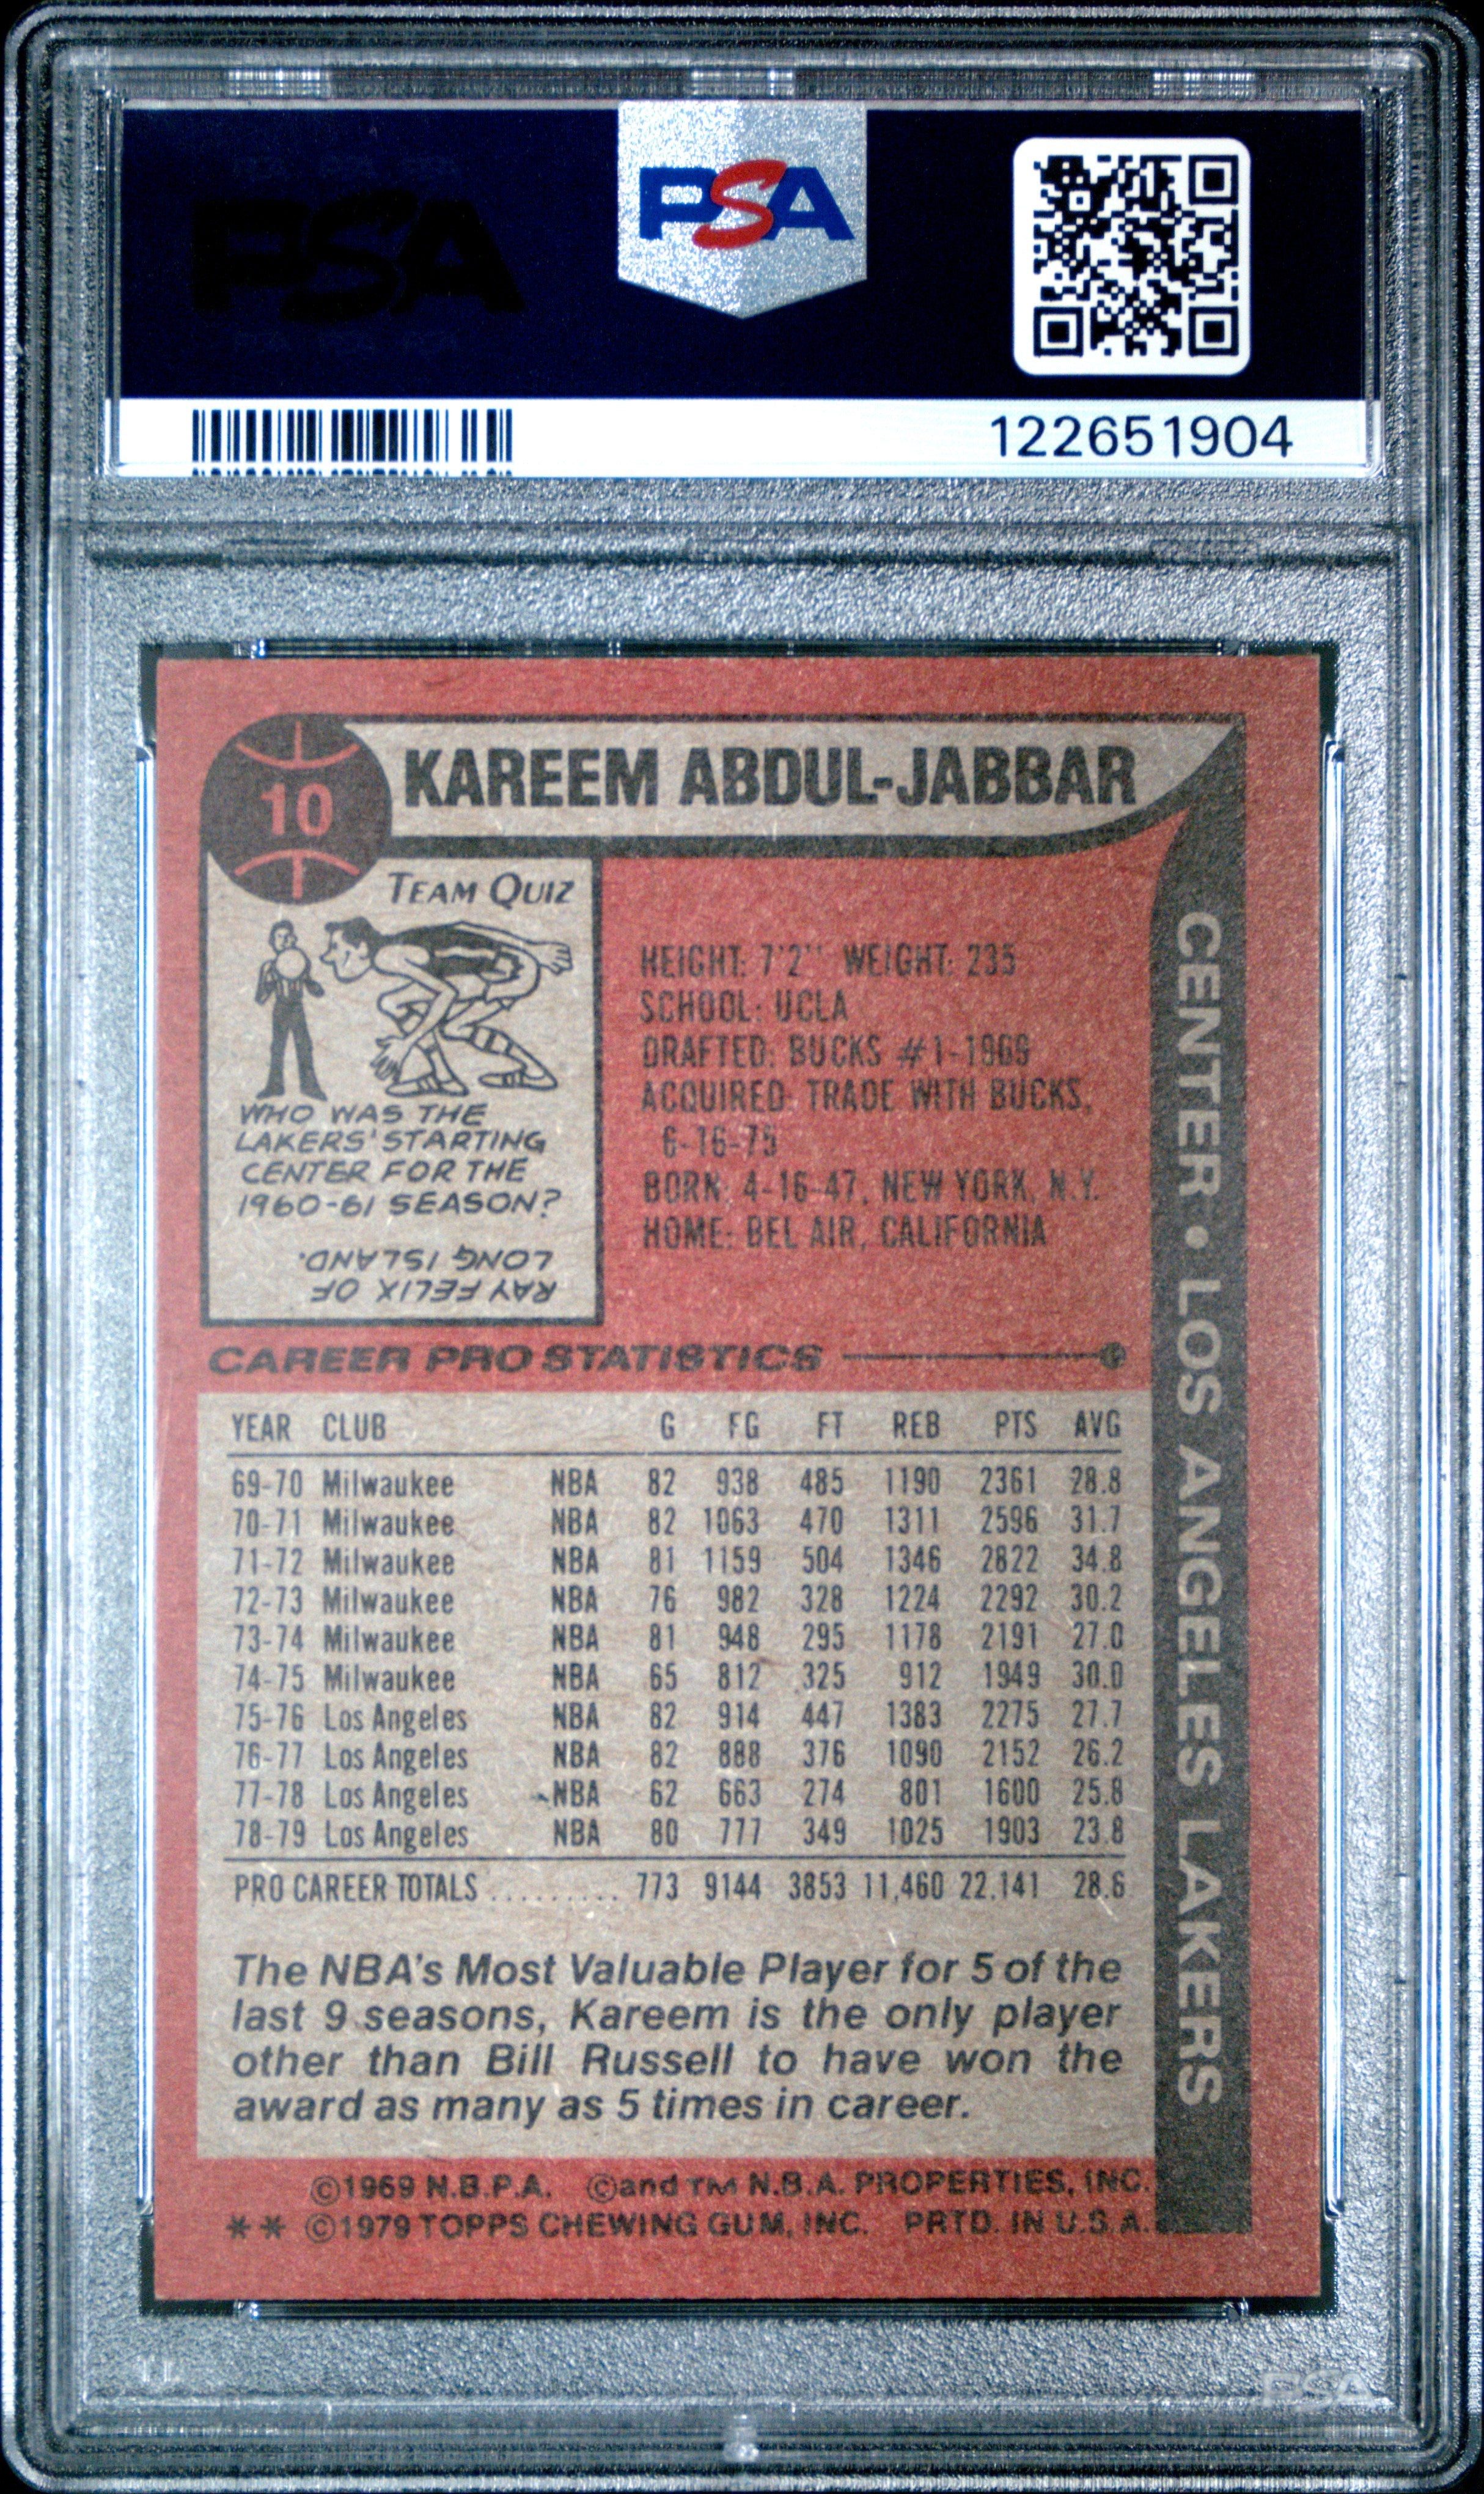 PSA
PSA
122651904
10
KAREEM ABDUL-JABBAR
TEAM QUIZ
WHO WAS THE
LAKERS' STARTING
CENTER FOR THE
1960-61 SEASON?
RAY FELIX OF
LONG ISLAND.
HEIGHT: 7'2'' WEIGHT: 235
SCHOOL: UCLA
DRAFTED: BUCKS #1-1969
ACQUIRED: TRADE WITH BUCKS,
6-16-75
BORN: 4-16-47, NEW YORK, N.Y.
HOME: BEL AIR, CALIFORNIA
CENTER • LOS ANGELES LAKERS
CAREER PRO STATISTICS
YEAR CLUB G FG FT REB PTS AVG
69-70 Milwaukee NBA 82 938 485 1190 2361 28.8
70-71 Milwaukee NBA 82 1063 470 1311 2596 31.7
71-72 Milwaukee NBA 81 1159 504 1346 2822 34.8
72-73 Milwaukee NBA 76 982 328 1224 2292 30.2
73-74 Milwaukee NBA 81 948 295 1178 2191 27.0
74-75 Milwaukee NBA 65 812 325 912 1949 30.0
75-76 Los Angeles NBA 82 914 447 1383 2275 27.7
76-77 Los Angeles NBA 82 888 376 1090 2152 26.2
77-78 Los Angeles NBA 62 663 274 801 1600 25.8
78-79 Los Angeles NBA 80 777 349 1025 1903 23.8
PRO CAREER TOTALS ......... 773 9144 3853 11,460 22,141 28.6
The NBA's Most Valuable Player for 5 of the
last 9 seasons, Kareem is the only player
other than Bill Russell to have won the
award as many as 5 times in career.
©1969 N.B.P.A. ©and TM N.B.A. PROPERTIES, INC.
** ©1979 TOPPS CHEWING GUM, INC. PRTD. IN U.S.A.
PSA